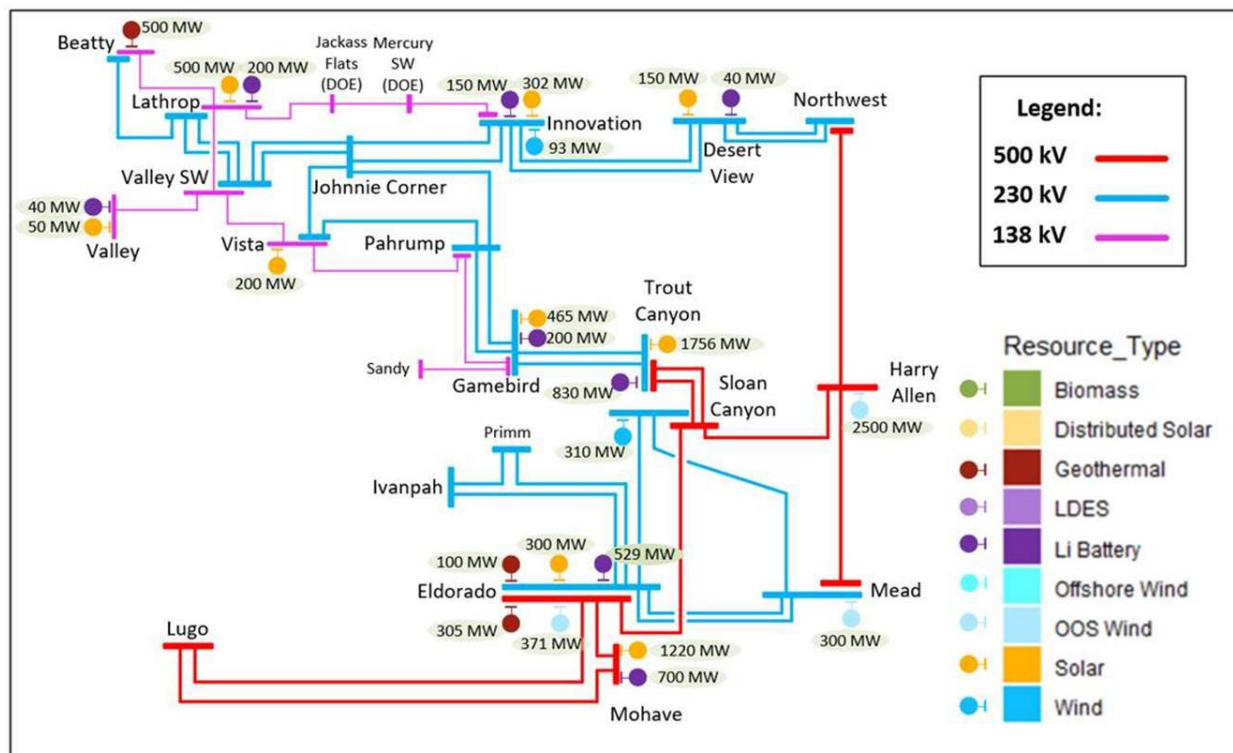 500 MW
Beatty
500 MW
200 MW
Jackass
Flats
(DOE)
Mercury
SW
(DOE)
150 MW
302 MW
150 MW
40 MW
Northwest
Lathrop
Innovation
93 MW
Desert
View
Valley SW
Johnnie Corner
40 MW
50 MW
Valley
Vista
200 MW
Pahrump
Trout
Canyon
465 MW
200 MW
1756 MW
Sandy
Gamebird
830 MW
Sloan
Canyon
Harry
Allen
2500 MW
310 MW
Primm
Ivanpah
300 MW
529 MW
100 MW
Eldorado
Mead
305 MW
371 MW
300 MW
Lugo
1220 MW
700 MW
Mohave
Legend:
500 kV
230 kV
138 kV
Resource_Type
Biomass
Distributed Solar
Geothermal
LDES
Li Battery
Offshore Wind
OOS Wind
Solar
Wind